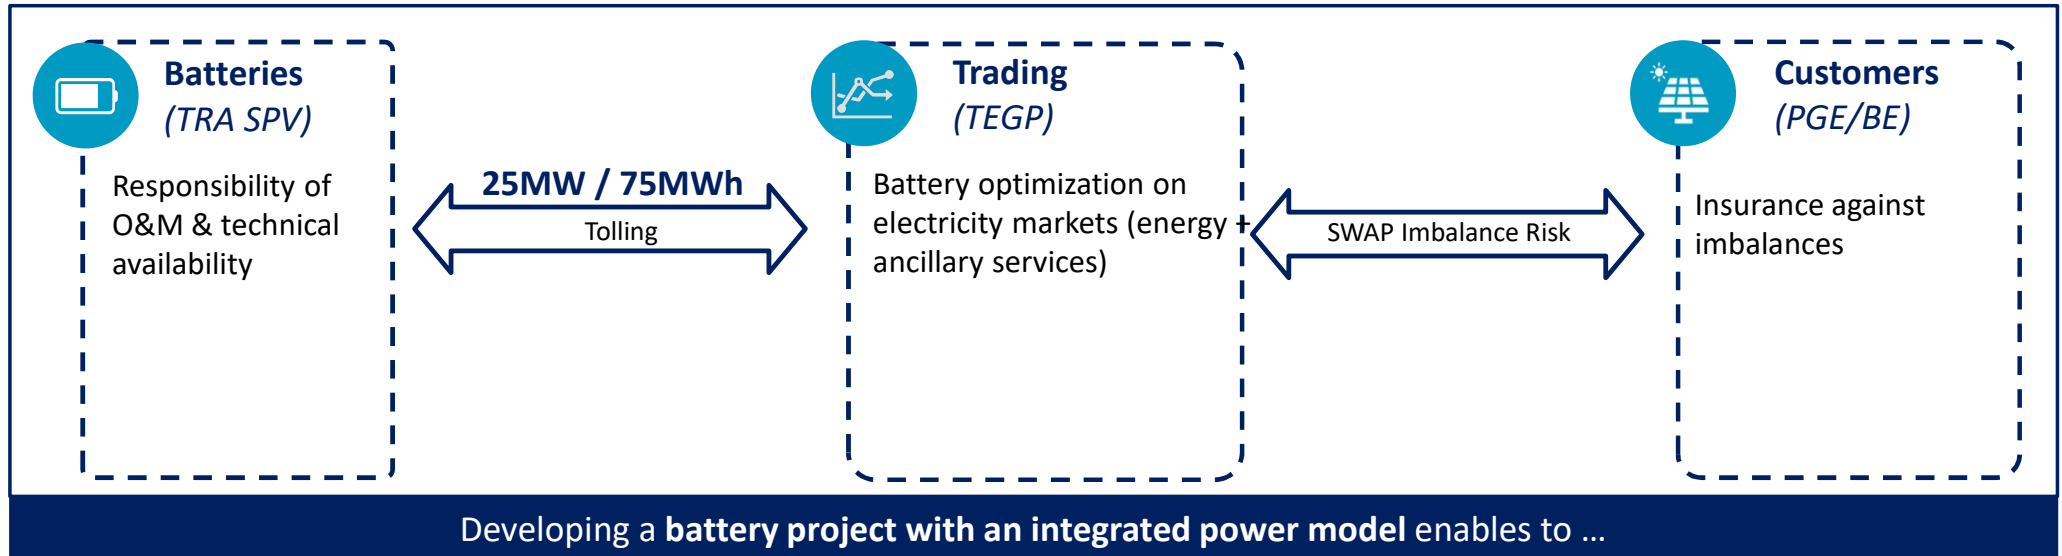 Batteries
(TRA SPV)
Responsibility of
O&M & technical
availability
25MW / 75MWh
Tolling
Trading
(TEGP)
Battery optimization on
electricity markets (energy +
ancillary services)
SWAP Imbalance Risk
Customers
(PGE/BE)
Insurance against
imbalances
Developing a battery project with an integrated power model enables to ...